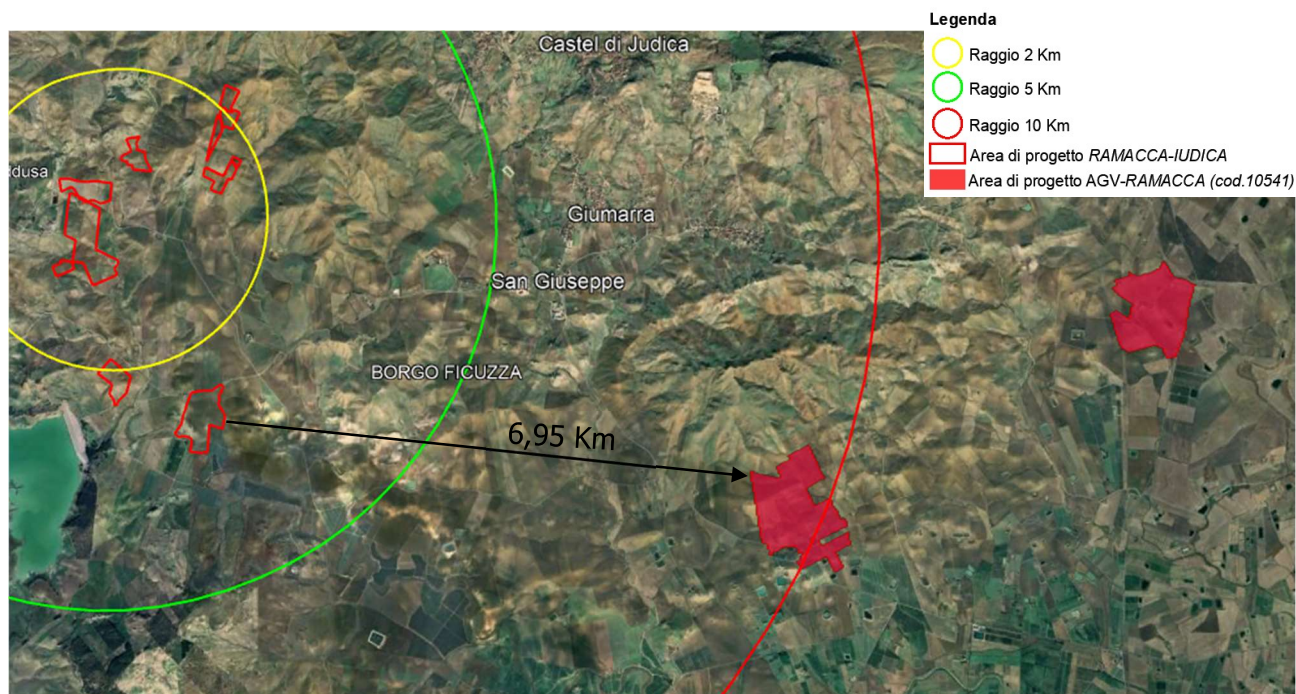 Legenda
Raggio 2 Km
Raggio 5 Km
Raggio 10 Km
Area di progetto RAMACCA-IUDICA
Area di progetto AGV-RAMACCA (cod.10541)
Castel di Judica
ddusa
Giumarra
San Giuseppe
BORGO FICUZZA
6,95 Km